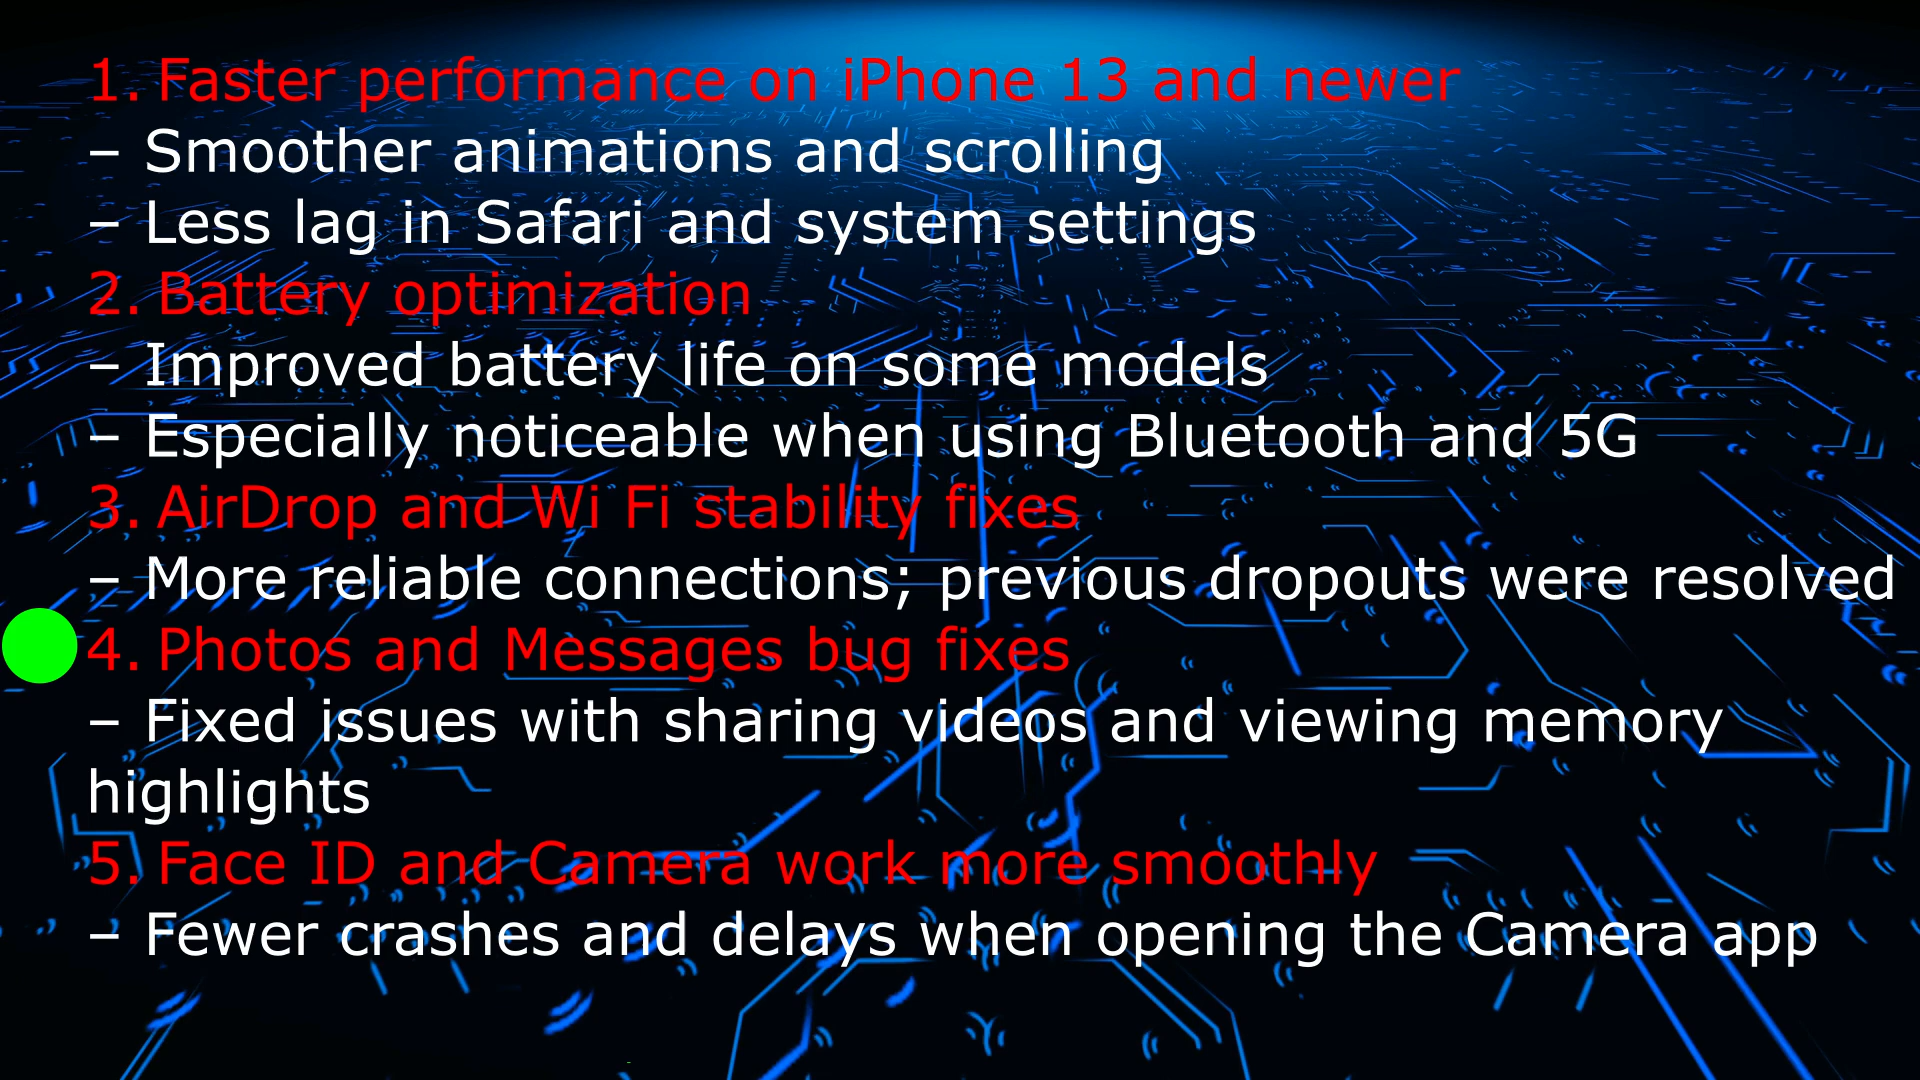 1. Faster performance on iPhone 13 and newer
– Smoother animations and scrolling
– Less lag in Safari and system settings
2. Battery optimization
– Improved battery life on some models
– Especially noticeable when using Bluetooth and 5G
3. AirDrop and Wi Fi stability fixes
– More reliable connections; previous dropouts were resolved
4. Photos and Messages bug fixes
– Fixed issues with sharing videos and viewing memory
highlights
5. Face ID and Camera work more smoothly
– Fewer crashes and delays when opening the Camera app